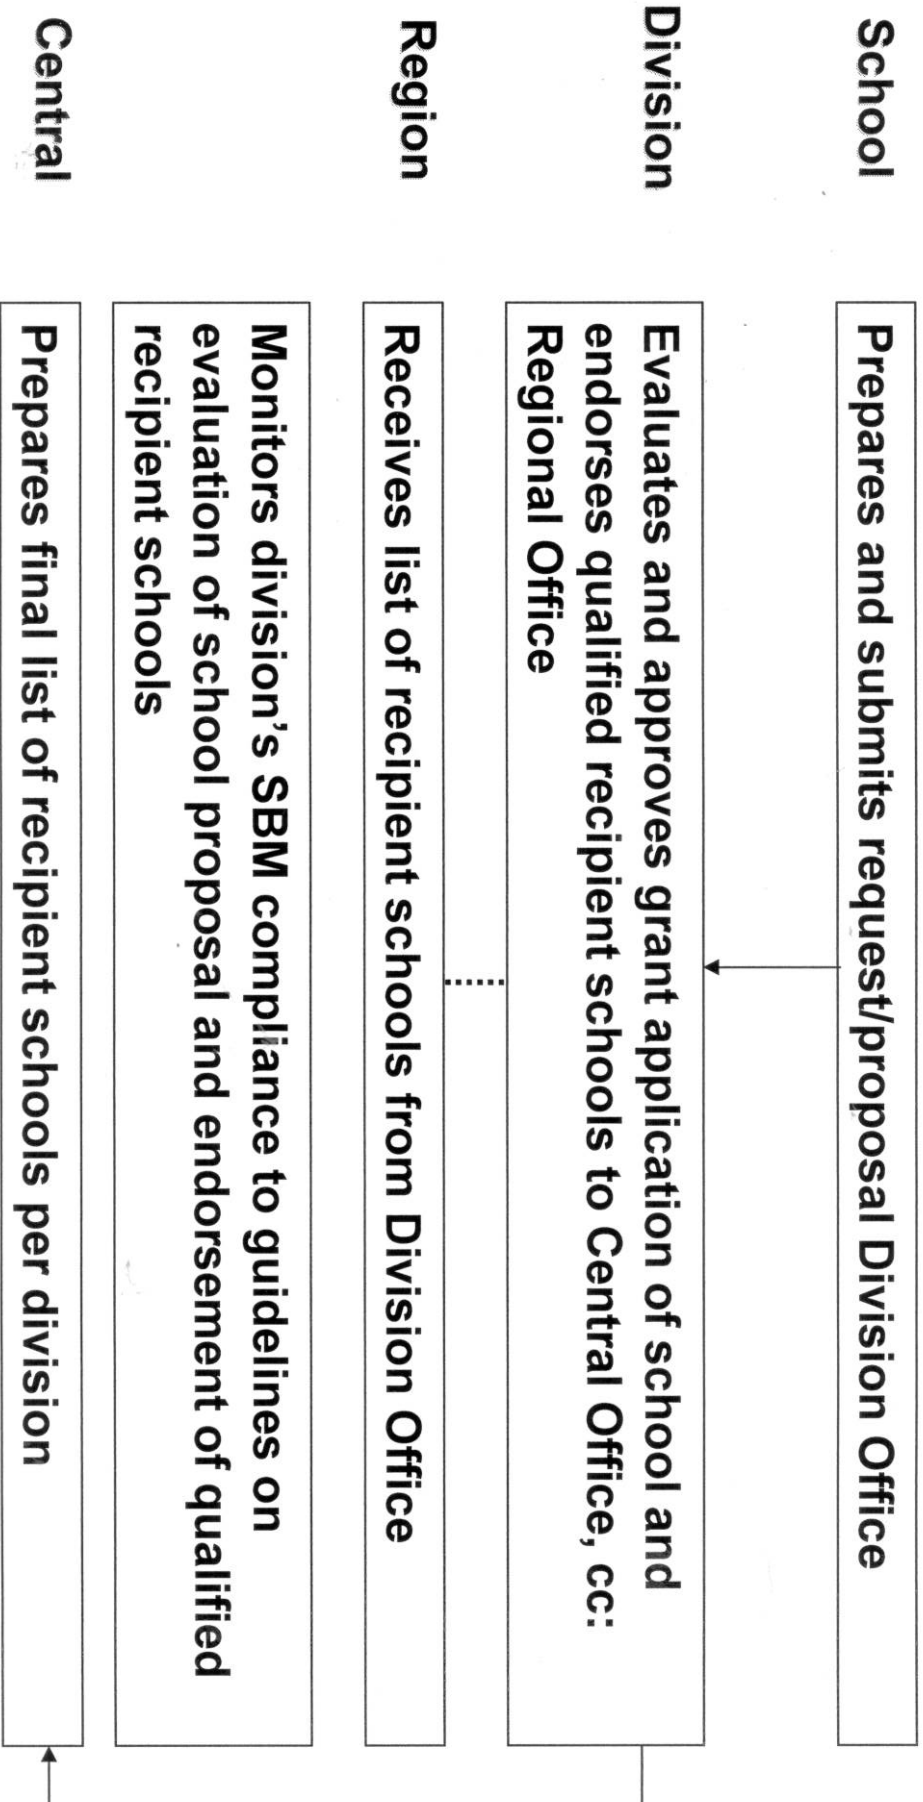 School
Prepares and submits request/proposal Division Office
Division
Evaluates and approves grant application of school and
endorses qualified recipient schools to Central Office, cc:
Regional Office
Region
Receives list of recipient schools from Division Office
Monitors division's SBM compliance to guidelines on
evaluation of school proposal and endorsement of qualified
recipient schools
Central
Prepares final list of recipient schools per division